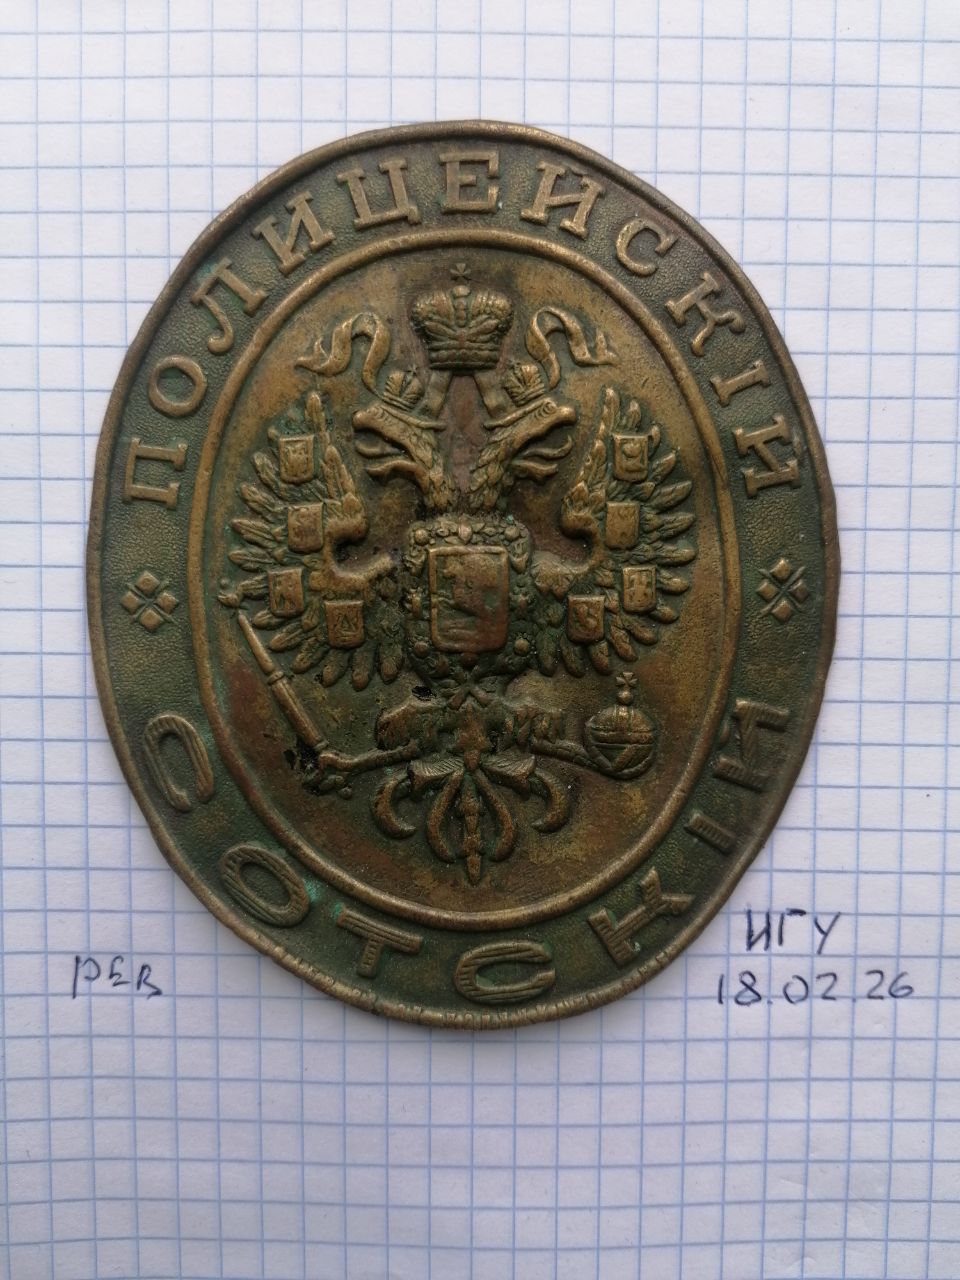 ПОЛИЦЕЙСКІЙ
СОТСКІЙ
РЕВ
ИГУ
18.02.26